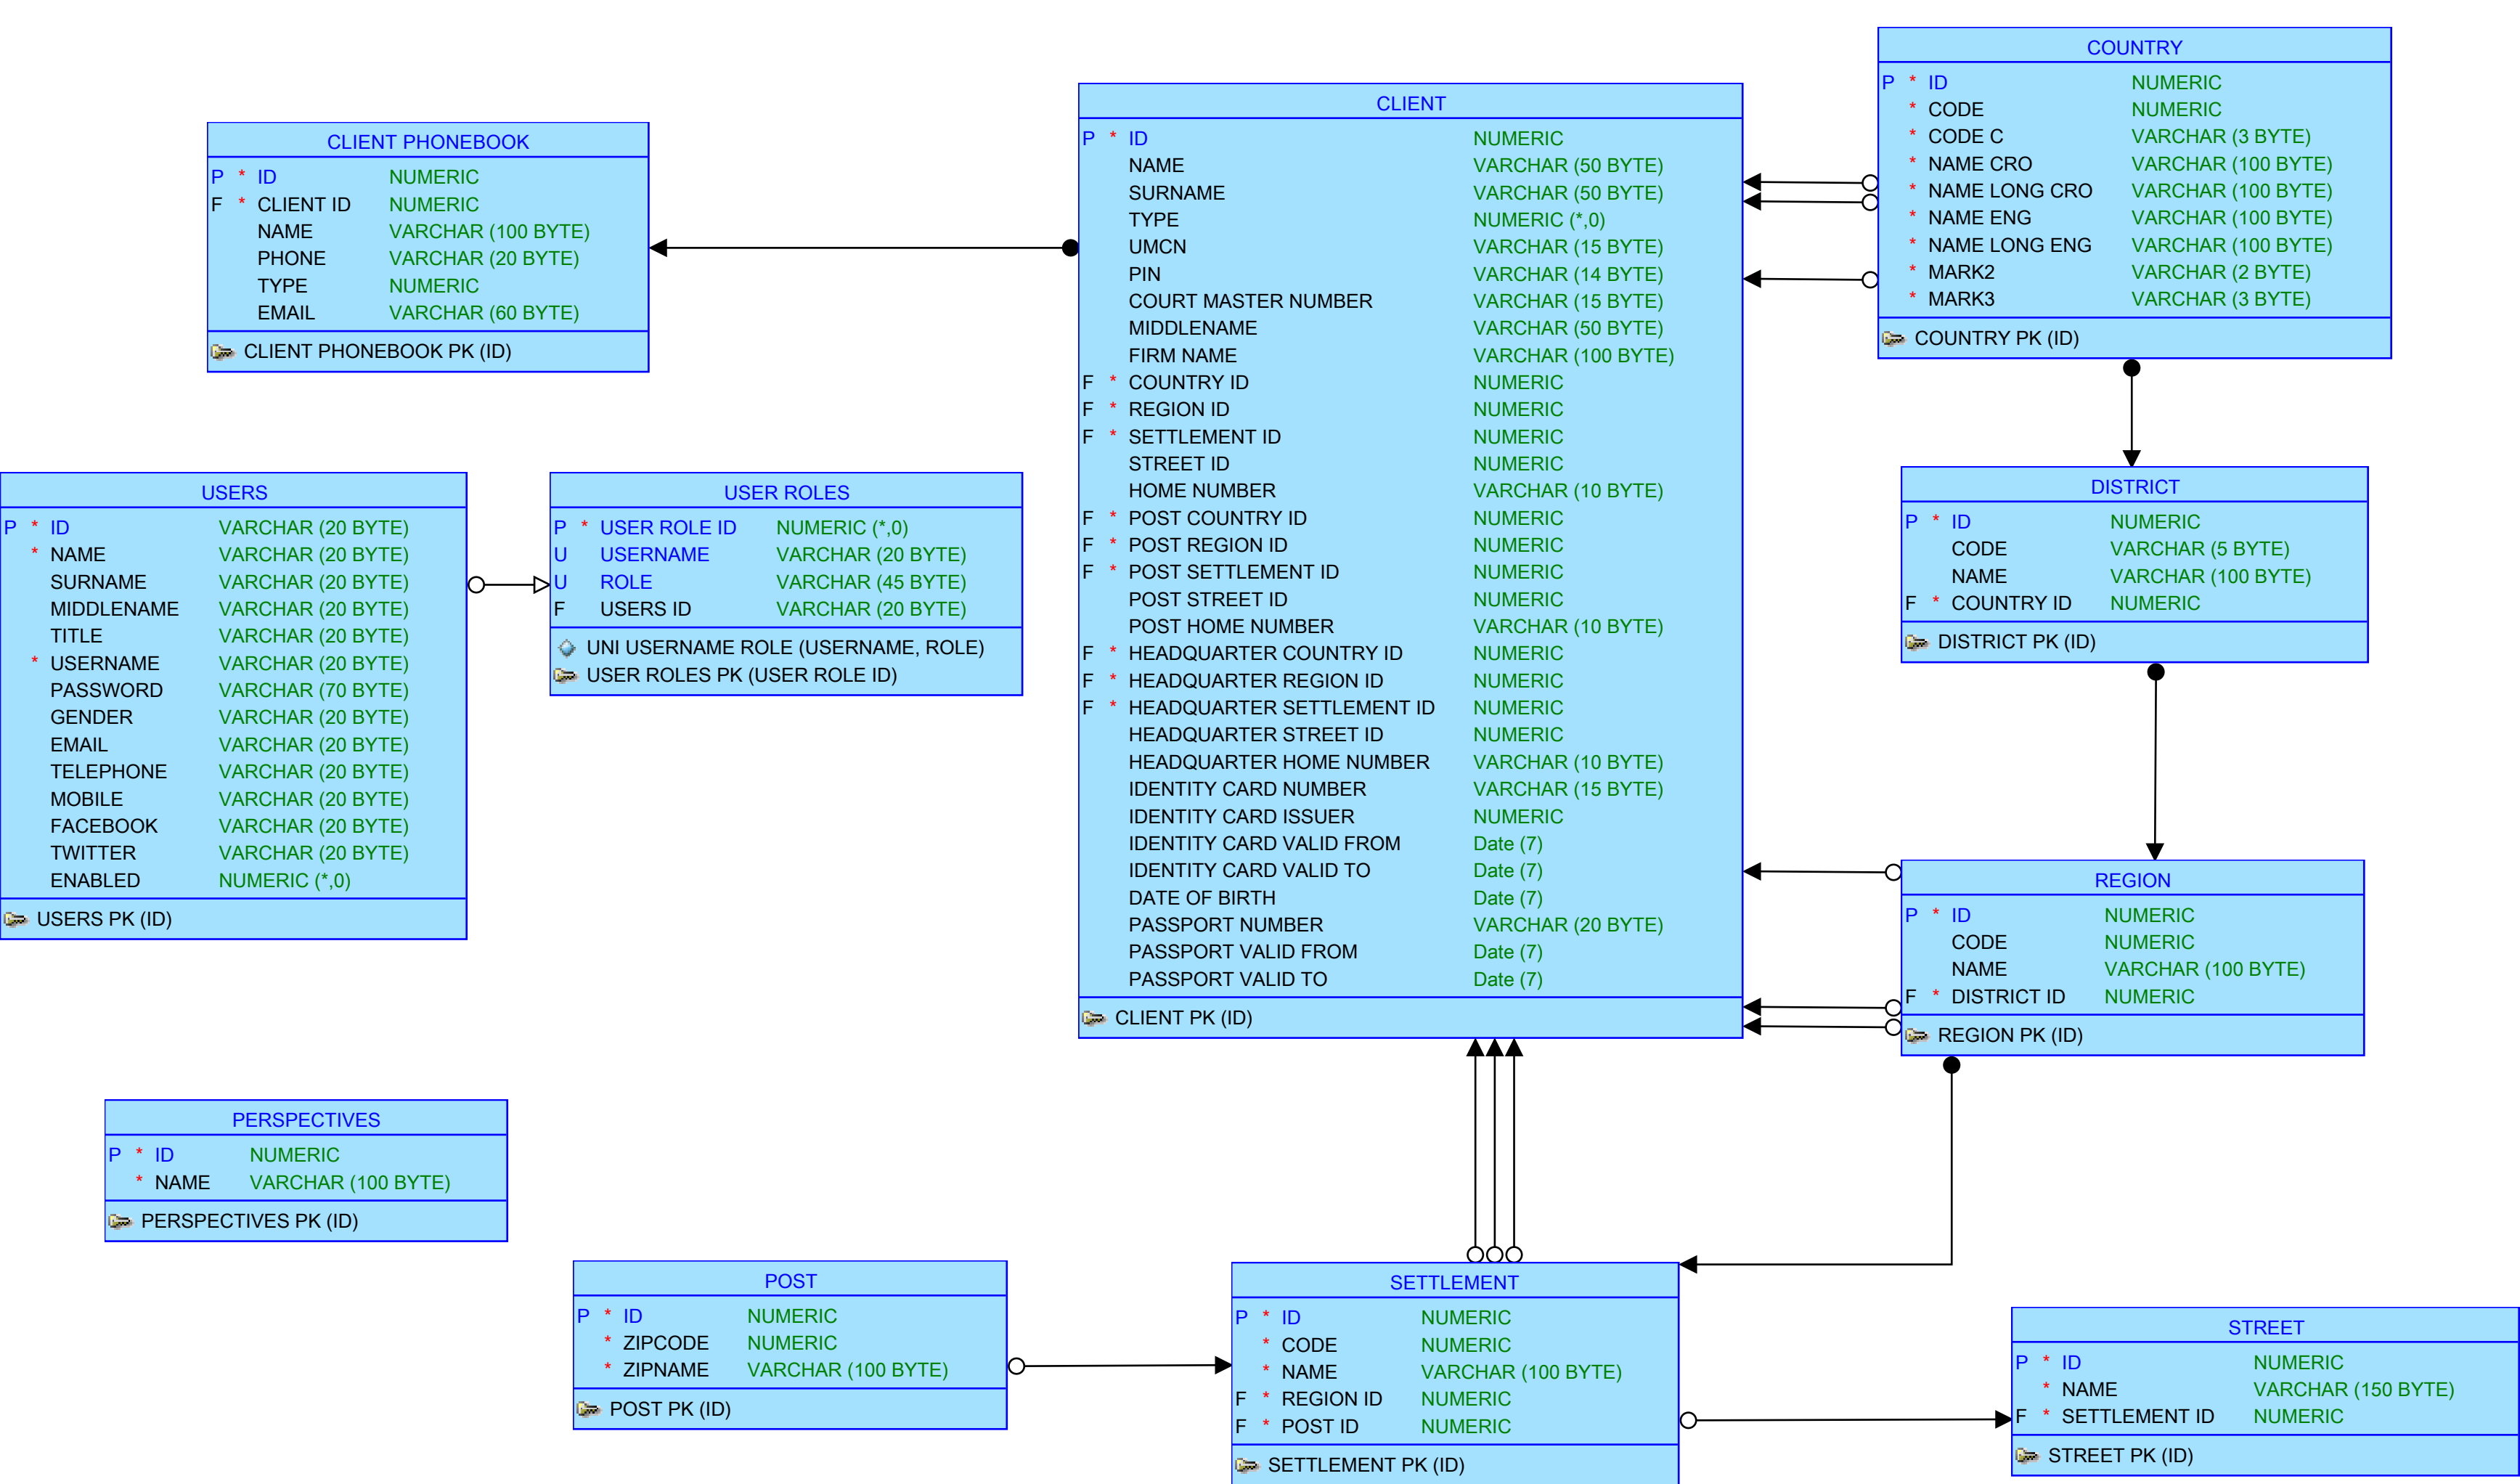 CLIENT PHONEBOOK
P * ID NUMERIC
F * CLIENT ID NUMERIC
NAME VARCHAR (100 BYTE)
PHONE VARCHAR (20 BYTE)
TYPE NUMERIC
EMAIL VARCHAR (60 BYTE)
CLIENT PHONEBOOK PK (ID)
CLIENT
P * ID NUMERIC
NAME VARCHAR (50 BYTE)
SURNAME VARCHAR (50 BYTE)
TYPE NUMERIC (*,0)
UMCN VARCHAR (15 BYTE)
PIN VARCHAR (14 BYTE)
COURT MASTER NUMBER VARCHAR (15 BYTE)
MIDDLENAME VARCHAR (50 BYTE)
FIRM NAME VARCHAR (100 BYTE)
F * COUNTRY ID NUMERIC
F * REGION ID NUMERIC
F * SETTLEMENT ID NUMERIC
STREET ID NUMERIC
HOME NUMBER VARCHAR (10 BYTE)
F * POST COUNTRY ID NUMERIC
F * POST REGION ID NUMERIC
F * POST SETTLEMENT ID NUMERIC
POST STREET ID NUMERIC
POST HOME NUMBER VARCHAR (10 BYTE)
F * HEADQUARTER COUNTRY ID NUMERIC
F * HEADQUARTER REGION ID NUMERIC
F * HEADQUARTER SETTLEMENT ID NUMERIC
HEADQUARTER STREET ID NUMERIC
HEADQUARTER HOME NUMBER VARCHAR (10 BYTE)
IDENTITY CARD NUMBER VARCHAR (15 BYTE)
IDENTITY CARD ISSUER NUMERIC
IDENTITY CARD VALID FROM Date (7)
IDENTITY CARD VALID TO Date (7)
DATE OF BIRTH Date (7)
PASSPORT NUMBER VARCHAR (20 BYTE)
PASSPORT VALID FROM Date (7)
PASSPORT VALID TO Date (7)
CLIENT PK (ID)
COUNTRY
P * ID NUMERIC
* CODE NUMERIC
* CODE C VARCHAR (3 BYTE)
* NAME CRO VARCHAR (100 BYTE)
* NAME LONG CRO VARCHAR (100 BYTE)
* NAME ENG VARCHAR (100 BYTE)
* NAME LONG ENG VARCHAR (100 BYTE)
* MARK2 VARCHAR (2 BYTE)
* MARK3 VARCHAR (3 BYTE)
COUNTRY PK (ID)
USERS
P * ID VARCHAR (20 BYTE)
* NAME VARCHAR (20 BYTE)
SURNAME VARCHAR (20 BYTE)
MIDDLENAME VARCHAR (20 BYTE)
TITLE VARCHAR (20 BYTE)
* USERNAME VARCHAR (20 BYTE)
PASSWORD VARCHAR (70 BYTE)
GENDER VARCHAR (20 BYTE)
EMAIL VARCHAR (20 BYTE)
TELEPHONE VARCHAR (20 BYTE)
MOBILE VARCHAR (20 BYTE)
FACEBOOK VARCHAR (20 BYTE)
TWITTER VARCHAR (20 BYTE)
ENABLED NUMERIC (*,0)
USERS PK (ID)
USER ROLES
P * USER ROLE ID NUMERIC (*,0)
U USERNAME VARCHAR (20 BYTE)
U ROLE VARCHAR (45 BYTE)
F USERS ID VARCHAR (20 BYTE)
UNI USERNAME ROLE (USERNAME, ROLE)
USER ROLES PK (USER ROLE ID)
DISTRICT
P * ID NUMERIC
CODE VARCHAR (5 BYTE)
NAME VARCHAR (100 BYTE)
F * COUNTRY ID NUMERIC
DISTRICT PK (ID)
REGION
P * ID NUMERIC
CODE NUMERIC
NAME VARCHAR (100 BYTE)
F * DISTRICT ID NUMERIC
REGION PK (ID)
PERSPECTIVES
P * ID NUMERIC
* NAME VARCHAR (100 BYTE)
PERSPECTIVES PK (ID)
POST
P * ID NUMERIC
* ZIPCODE NUMERIC
* ZIPNAME VARCHAR (100 BYTE)
POST PK (ID)
SETTLEMENT
P * ID NUMERIC
* CODE NUMERIC
* NAME VARCHAR (100 BYTE)
F * REGION ID NUMERIC
F * POST ID NUMERIC
SETTLEMENT PK (ID)
STREET
P * ID NUMERIC
* NAME VARCHAR (150 BYTE)
F * SETTLEMENT ID NUMERIC
STREET PK (ID)